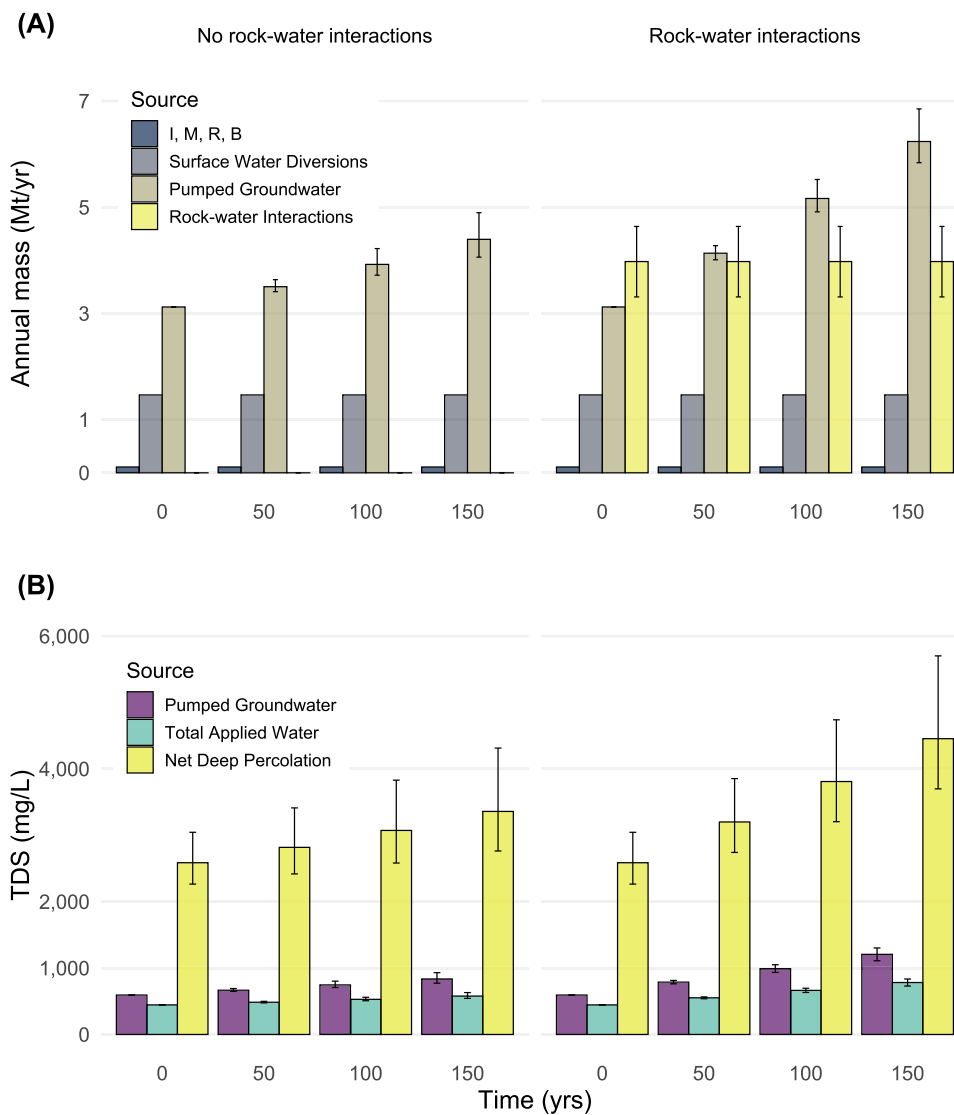 (A)
No rock-water interactions
Rock-water interactions
Annual mass (Mt/yr)
7
5
3
1
0
Source
I, M, R, B
Surface Water Diversions
Pumped Groundwater
Rock-water Interactions
0 50 100 150
0 50 100 150
(B)
TDS (mg/L)
6,000
4,000
2,000
1,000
0
Source
Pumped Groundwater
Total Applied Water
Net Deep Percolation
0 50 100 150
0 50 100 150
Time (yrs)